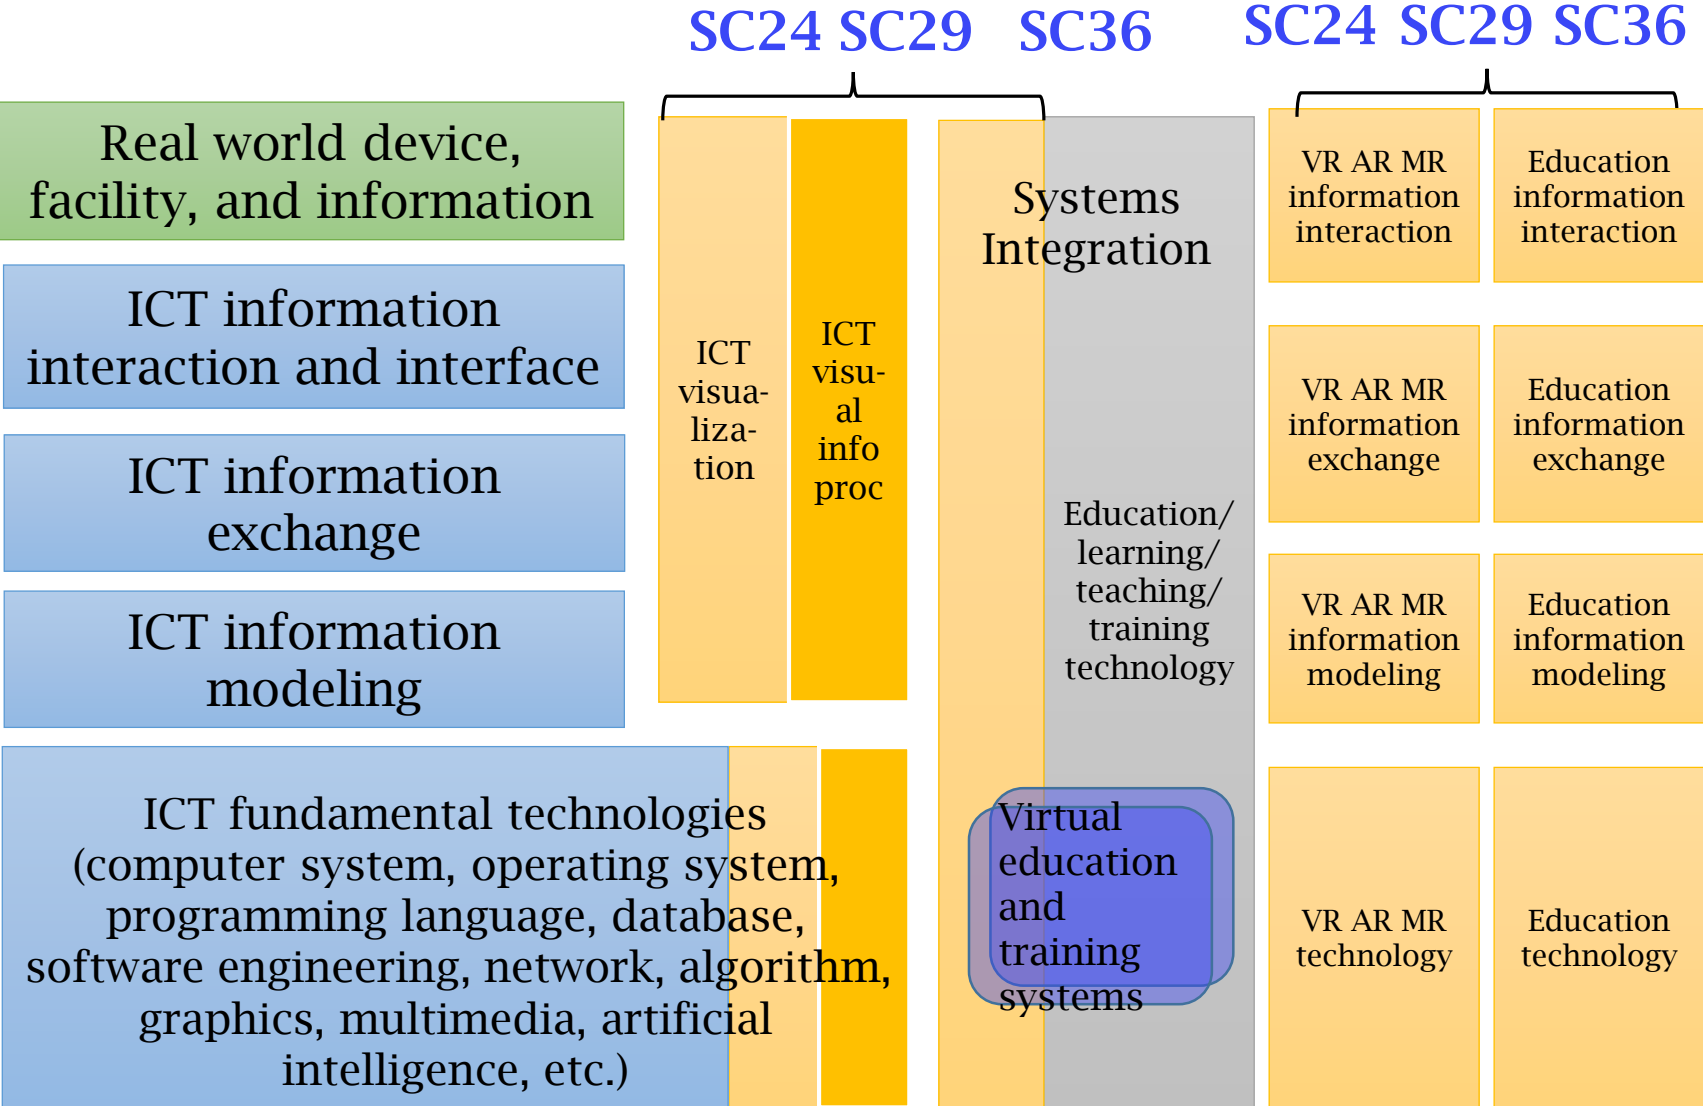 SC24 SC29 SC36
SC24 SC29 SC36
Real world device,
facility, and information
ICT information
interaction and interface
ICT information
exchange
ICT information
modeling
ICT fundamental technologies
(computer system, operating system,
programming language, database,
software engineering, network, algorithm,
graphics, multimedia, artificial
intelligence, etc.)
ICT
visua-
liza-
tion
ICT
visu-
al
info
proc
Systems
Integration
Education/
learning/
teaching/
training
technology
Virtual
education
and
training
systems
VR AR MR
information
interaction
Education
information
interaction
VR AR MR
information
exchange
Education
information
exchange
VR AR MR
information
modeling
Education
information
modeling
VR AR MR
technology
Education
technology